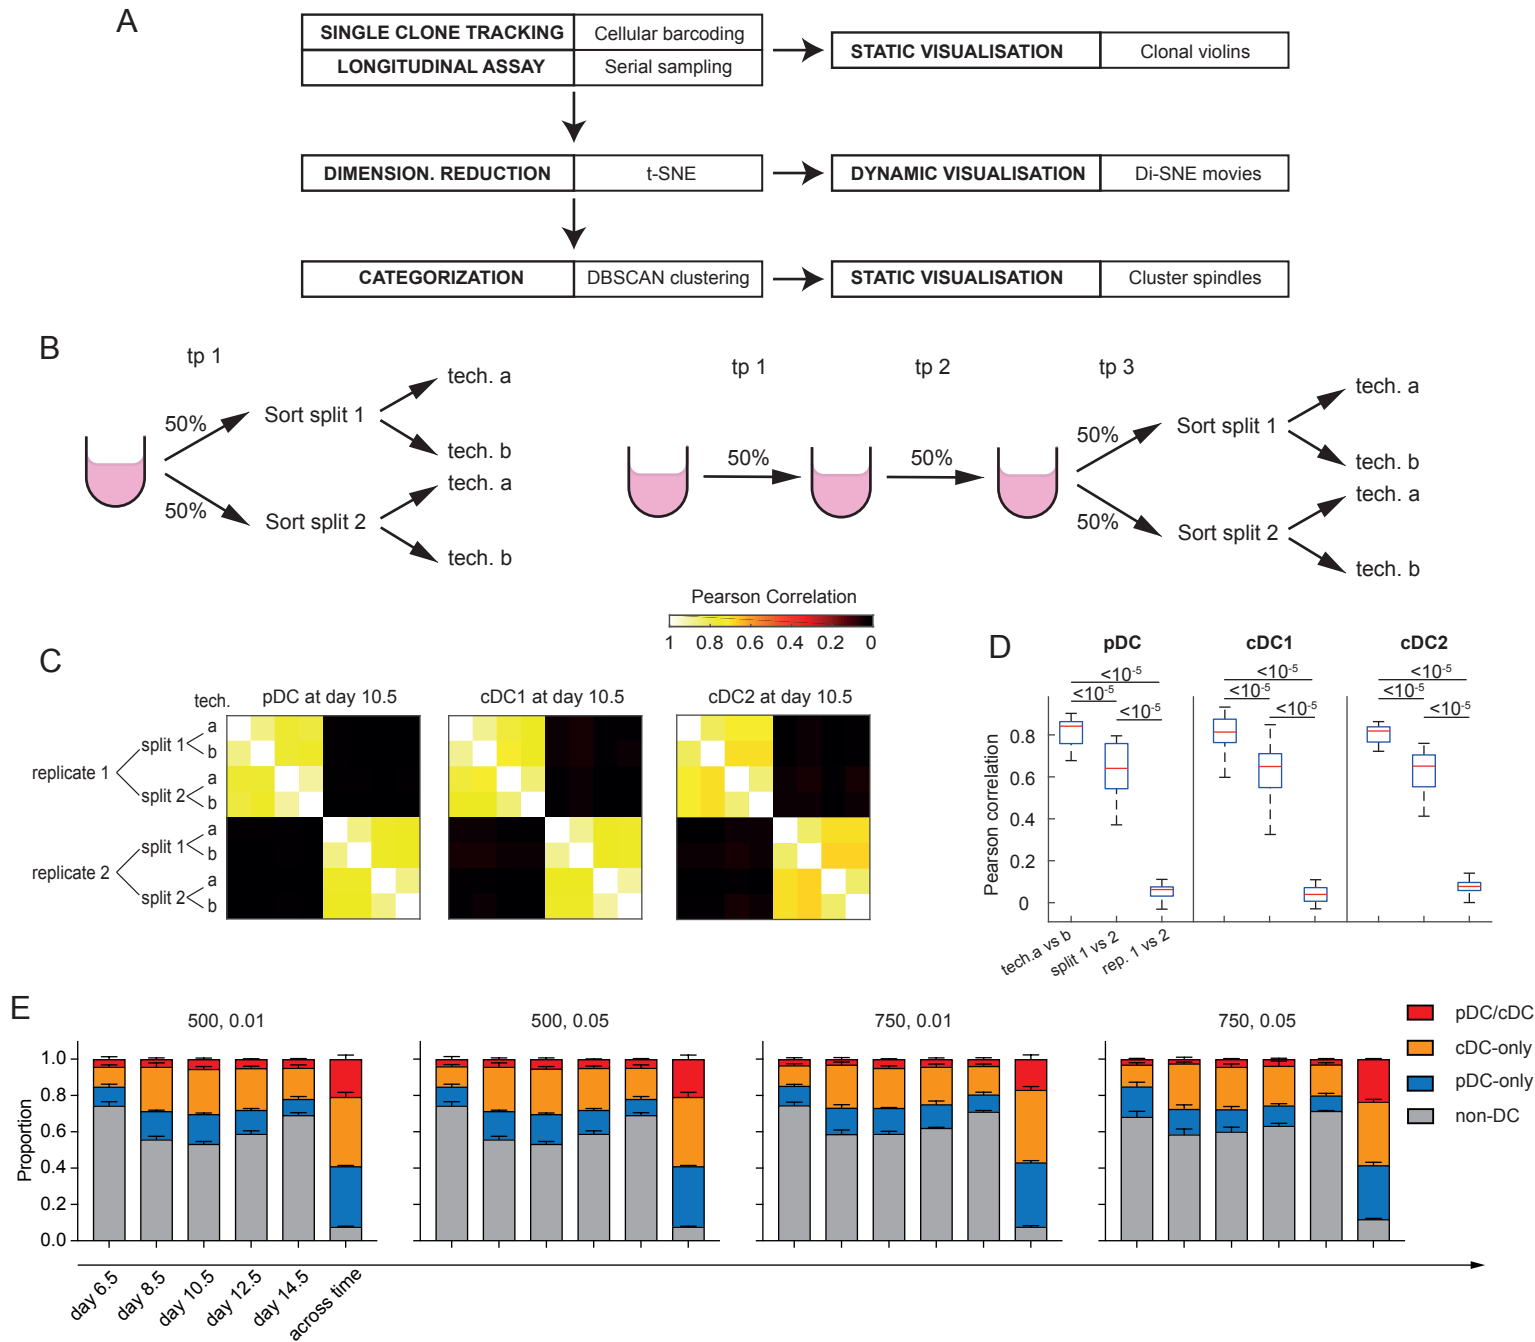 A
SINGLE CLONE TRACKING Cellular barcoding
LONGITUDINAL ASSAY Serial sampling
STATIC VISUALISATION Clonal violins
DIMENSION. REDUCTION t-SNE
DYNAMIC VISUALISATION Di-SNE movies
CATEGORIZATION DBSCAN clustering
STATIC VISUALISATION Cluster spindles
B
tp 1
50%
50%
Sort split 1
Sort split 2
tech. a
tech. b
tech. a
tech. b
tp 1 tp 2 tp 3
50% 50%
50%
50%
Sort split 1
Sort split 2
tech. a
tech. b
tech. a
tech. b
Pearson Correlation
1 0.8 0.6 0.4 0.2 0
C
tech. pDC at day 10.5 cDC1 at day 10.5 cDC2 at day 10.5
replicate 1
split 1
a
b
split 2
a
b
replicate 2
split 1
a
b
split 2
a
b
D
pDC cDC1 cDC2
<10-5 <10-5 <10-5
<10-5 <10-5 <10-5
<10-5 <10-5 <10-5
Pearson correlation
0.8
0.6
0.4
0.2
0
tech.a vs b
split 1 vs 2
rep. 1 vs 2
E
500, 0.01 500, 0.05 750, 0.01 750, 0.05
Proportion
1.0
0.8
0.6
0.4
0.2
0.0
day 6.5
day 8.5
day 10.5
day 12.5
day 14.5
across time
pDC/cDC
cDC-only
pDC-only
non-DC